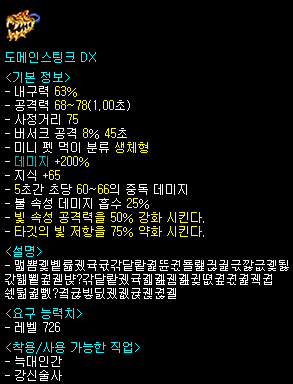 도메인스팅크 DX
<기본 정보>
- 내구력 63%
- 공격력 68~78(1.00초)
- 사정거리 75
- 버서크 공격 8% 45초
- 미니 펫 먹이 분류 생체형
- 데미지 +200%
- 지식 +65
- 5초간 초당 60~66의 중독 데미지
- 불 속성 데미지 흡수 25%
- 빛 속성 공격력을 50% 강화 시킨다.
- 타깃의 빛 저항을 75% 약화 시킨다.
<설명>
<요구 능력치>
- 레벨 726
<착용/사용 가능한 직업>
- 늑대인간
- 강신술사